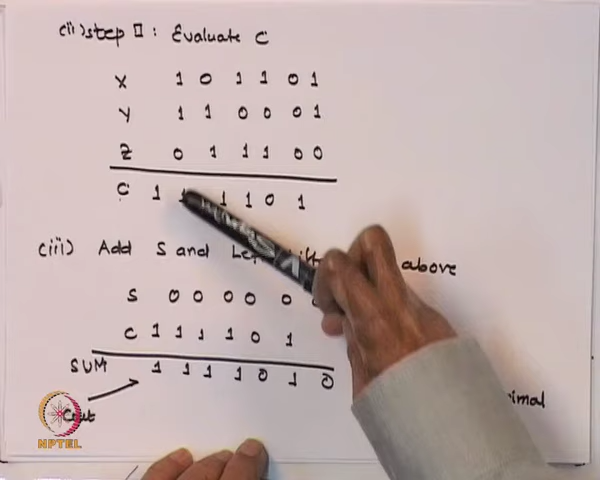 (ii) step II : Evaluate C
X 1 0 1 1 0 1
Y 1 1 0 0 0 1
Z 0 1 1 1 0 0
C 1 1 1 1 0 1
(iii) Add S and above
S 0 0 0 0 0
C 1 1 1 1 0 1
SUM 1 1 1 1 0 1 0
Cout
NPTEL